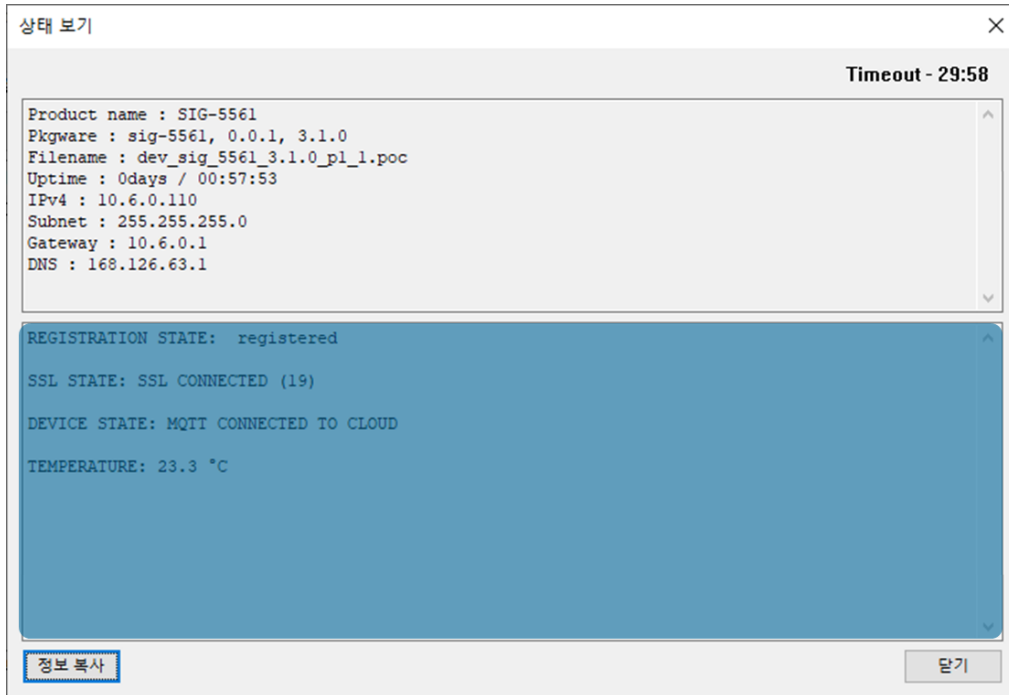 상태 보기
Timeout - 29:58
Product name : SIG-5561
Pkgware : sig-5561, 0.0.1, 3.1.0
Filename : dev_sig_5561_3.1.0_p1_1.poc
Uptime : 0days / 00:57:53
IPv4 : 10.6.0.110
Subnet : 255.255.255.0
Gateway : 10.6.0.1
DNS : 168.126.63.1
REGISTRATION STATE:  registered
SSL STATE: SSL CONNECTED (19)
DEVICE STATE: MQTT CONNECTED TO CLOUD
TEMPERATURE: 23.3 °C
정보 복사
닫기